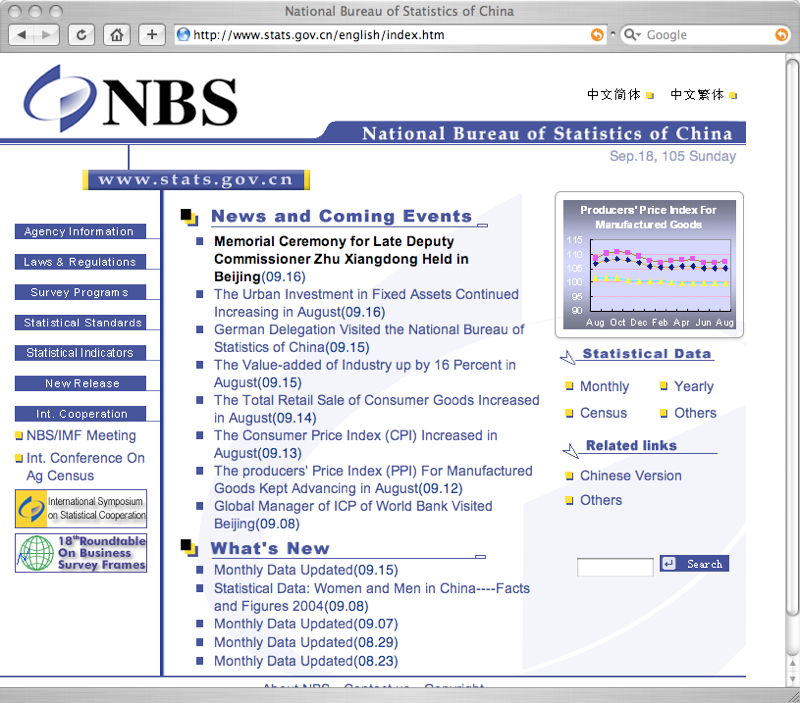 National Bureau of Statistics of China
http://www.stats.gov.cn/english/index.htm
Google
NBS
中文简体
中文繁体
National Bureau of Statistics of China
Sep.18, 105 Sunday
www.stats.gov.cn
Agency Information
Laws & Regulations
Survey Programs
Statistical Standards
Statistical Indicators
New Release
Int. Cooperation
NBS/IMF Meeting
Int. Conference On
Ag Census
International Symposium
on Statistical Cooperation
18thRoundtable
On Business
Survey Frames
News and Coming Events
Memorial Ceremony for Late Deputy
Commissioner Zhu Xiangdong Held in
Beijing(09.16)
The Urban Investment in Fixed Assets Continued
Increasing in August(09.16)
German Delegation Visited the National Bureau of
Statistics of China(09.15)
The Value-added of Industry up by 16 Percent in
August(09.15)
The Total Retail Sale of Consumer Goods Increased
in August(09.14)
The Consumer Price Index (CPI) Increased in
August(09.13)
The producers' Price Index (PPI) For Manufactured
Goods Kept Advancing in August(09.12)
Global Manager of ICP of World Bank Visited
Beijing(09.08)
What's New
Monthly Data Updated(09.15)
Statistical Data: Women and Men in China----Facts
and Figures 2004(09.08)
Monthly Data Updated(09.07)
Monthly Data Updated(08.29)
Monthly Data Updated(08.23)
Producers' Price Index For
Manufactured Goods
115
110
105
100
95
90
Aug Oct Dec Feb Apr Jun Aug
Statistical Data
Monthly
Yearly
Census
Others
Related links
Chinese Version
Others
Search
About NBS
Contact us
Copyright